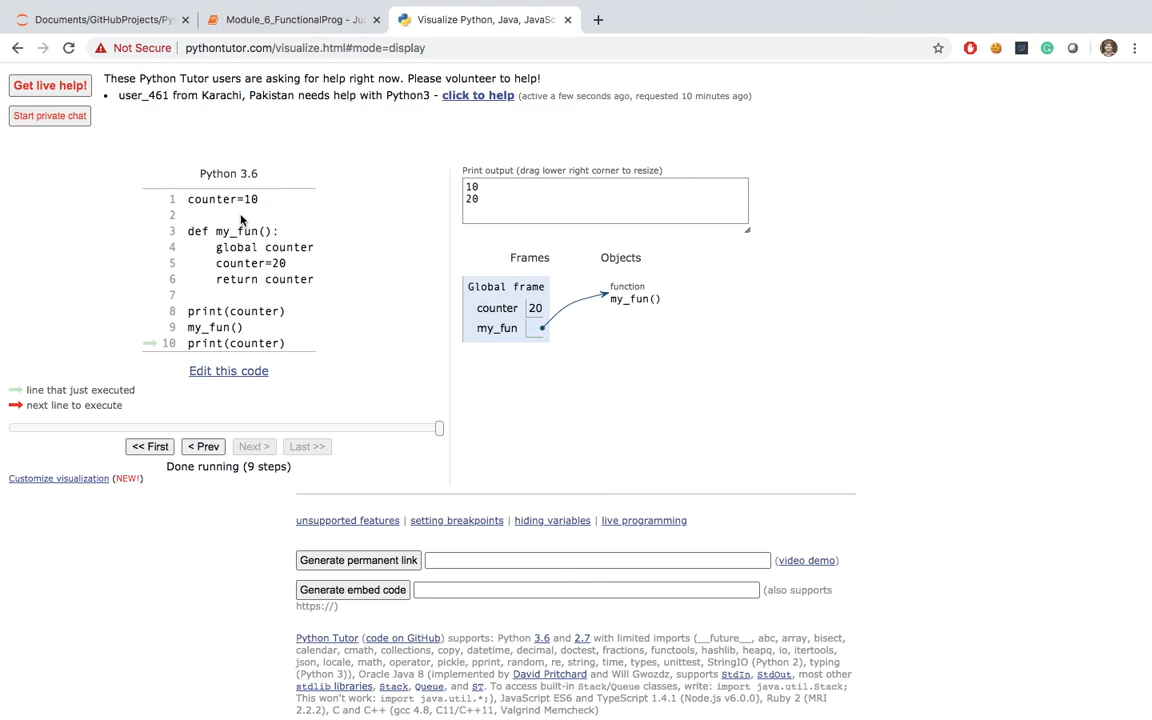 Documents/GitHubProjects/Py
Module_6_FunctionalProg - Ju
Visualize Python, Java, JavaSc
Not Secure | pythontutor.com/visualize.html#mode=display
Get live help!
These Python Tutor users are asking for help right now. Please volunteer to help!
• user_461 from Karachi, Pakistan needs help with Python3 - click to help (active a few seconds ago, requested 10 minutes ago)
Start private chat
Python 3.6
1 counter=10
2
3 def my_fun():
4     global counter
5     counter=20
6     return counter
7
8 print(counter)
9 my_fun()
10 print(counter)
Edit this code
line that just executed
next line to execute
<< First
< Prev
Next >
Last >>
Done running (9 steps)
Customize visualization (NEW!)
Print output (drag lower right corner to resize)
10
20
Frames
Objects
Global frame
counter 20
my_fun
function
my_fun()
unsupported features | setting breakpoints | hiding variables | live programming
Generate permanent link
(video demo)
Generate embed code
(also supports
https://)
Python Tutor (code on GitHub) supports: Python 3.6 and 2.7 with limited imports (__future__, abc, array, bisect,
calendar, cmath, collections, copy, datetime, decimal, doctest, fractions, functools, hashlib, heapq, io, itertools,
json, locale, math, operator, pickle, pprint, random, re, string, time, types, unittest, StringIO (Python 2), typing
(Python 3)), Oracle Java 8 (implemented by David Pritchard and Will Gwozdz, supports StdIn, StdOut, most other
stdlib libraries, Stack, Queue, and ST. To access built-in Stack/Queue classes, write: import java.util.Stack;
This won't work: import java.util.*;), JavaScript ES6 and TypeScript 1.4.1 (Node.js v6.0.0), Ruby 2 (MRI
2.2.2), C and C++ (gcc 4.8, C11/C++11, Valgrind Memcheck)